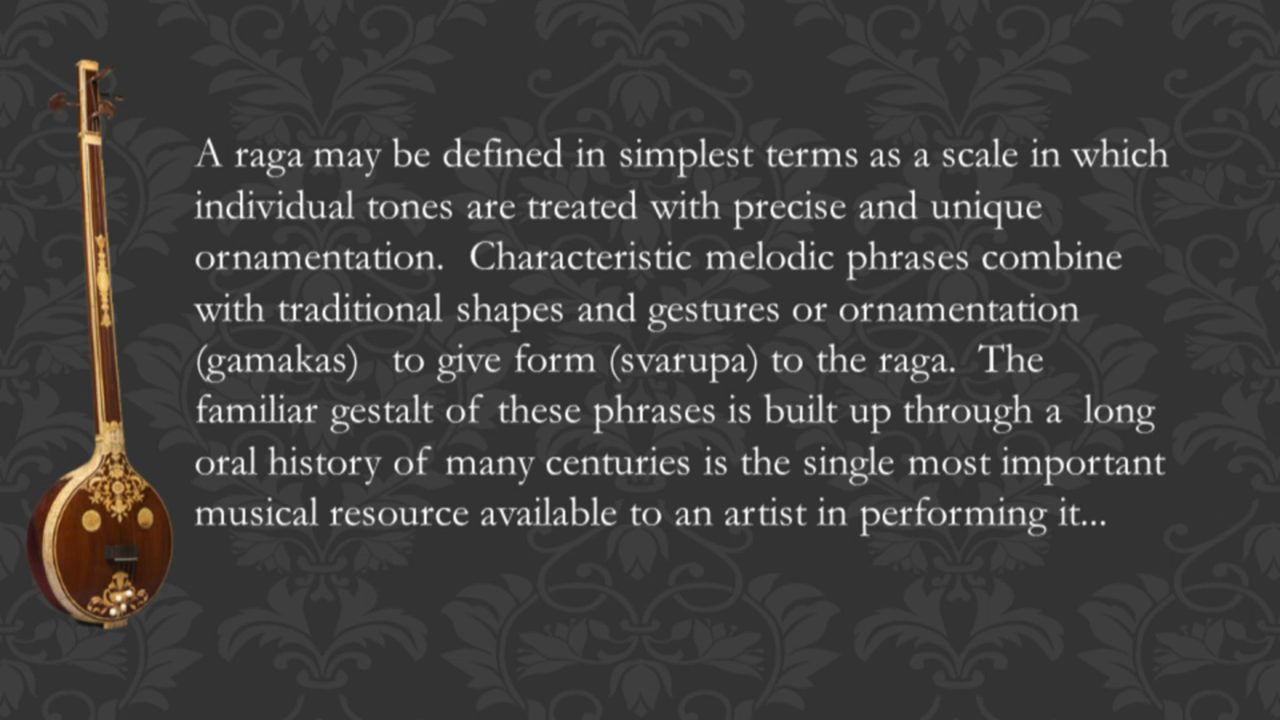 A raga may be defined in simplest terms as a scale in which
individual tones are treated with precise and unique
ornamentation. Characteristic melodic phrases combine
with traditional shapes and gestures or ornamentation
(gamakas) to give form (svarupa) to the raga. The
familiar gestalt of these phrases is built up through a long
oral history of many centuries is the single most important
musical resource available to an artist in performing it...